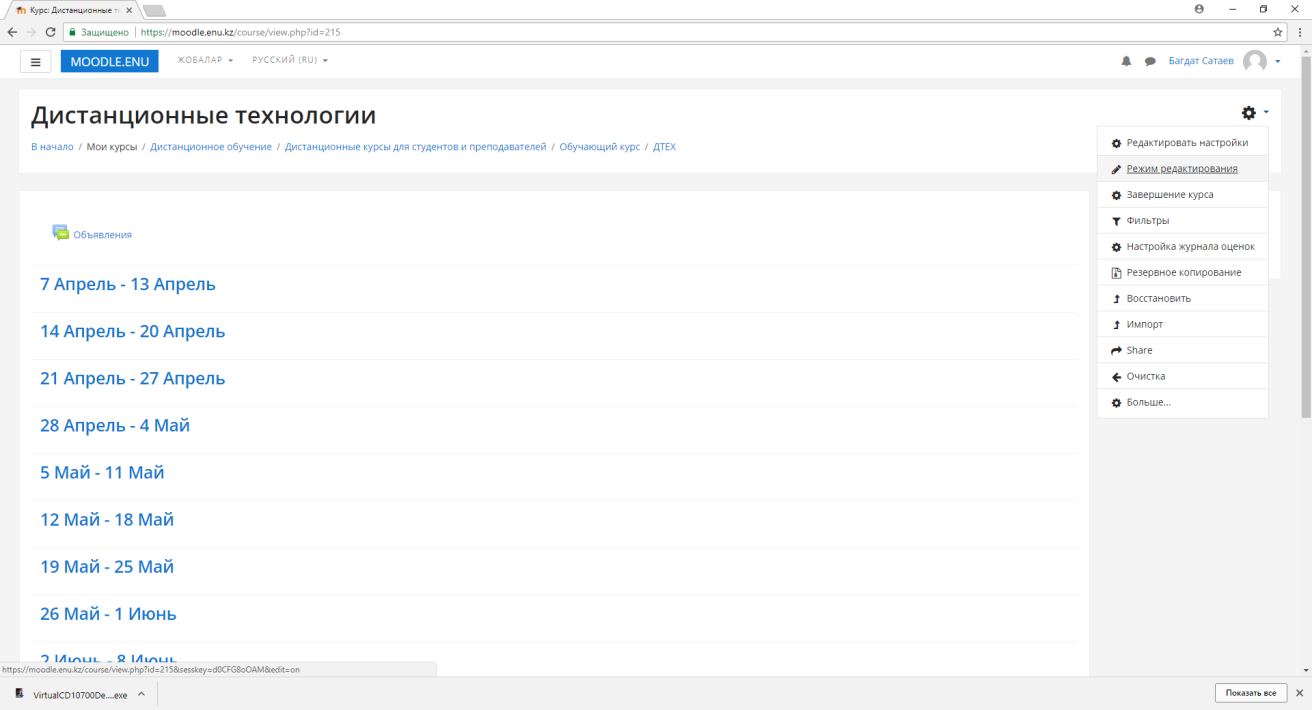 Курс: Дистанционные т
Защищено | https://moodle.enu.kz/course/view.php?id=215
MOODLE.ENU ЖОБАЛАР РУССКИЙ (RU) Багдат Сатаев
Дистанционные технологии
В начало / Мои курсы / Дистанционное обучение / Дистанционные курсы для студентов и преподавателей / Обучающий курс / ДТЕХ
Редактировать настройки
Режим редактирования
Завершение курса
Фильтры
Настройка журнала оценок
Резервное копирование
Восстановить
Импорт
Share
Очистка
Больше...
Объявления
7 Апрель - 13 Апрель
14 Апрель - 20 Апрель
21 Апрель - 27 Апрель
28 Апрель - 4 Май
5 Май - 11 Май
12 Май - 18 Май
19 Май - 25 Май
26 Май - 1 Июнь
2 Июнь - 8 Июнь
https://moodle.enu.kz/course/view.php?id=215&sesskey=d0CFG8oOAM&edit=on
VirtualCD10700De....exe
Показать все